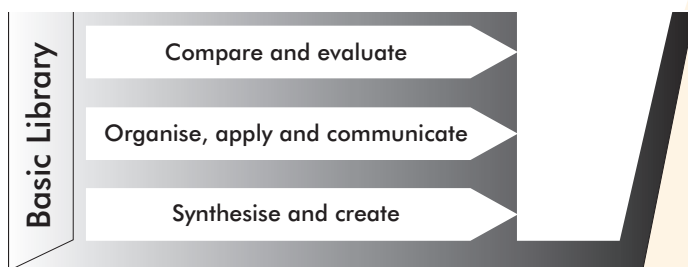 Basic Library
Compare and evaluate
Organise, apply and communicate
Synthesise and create